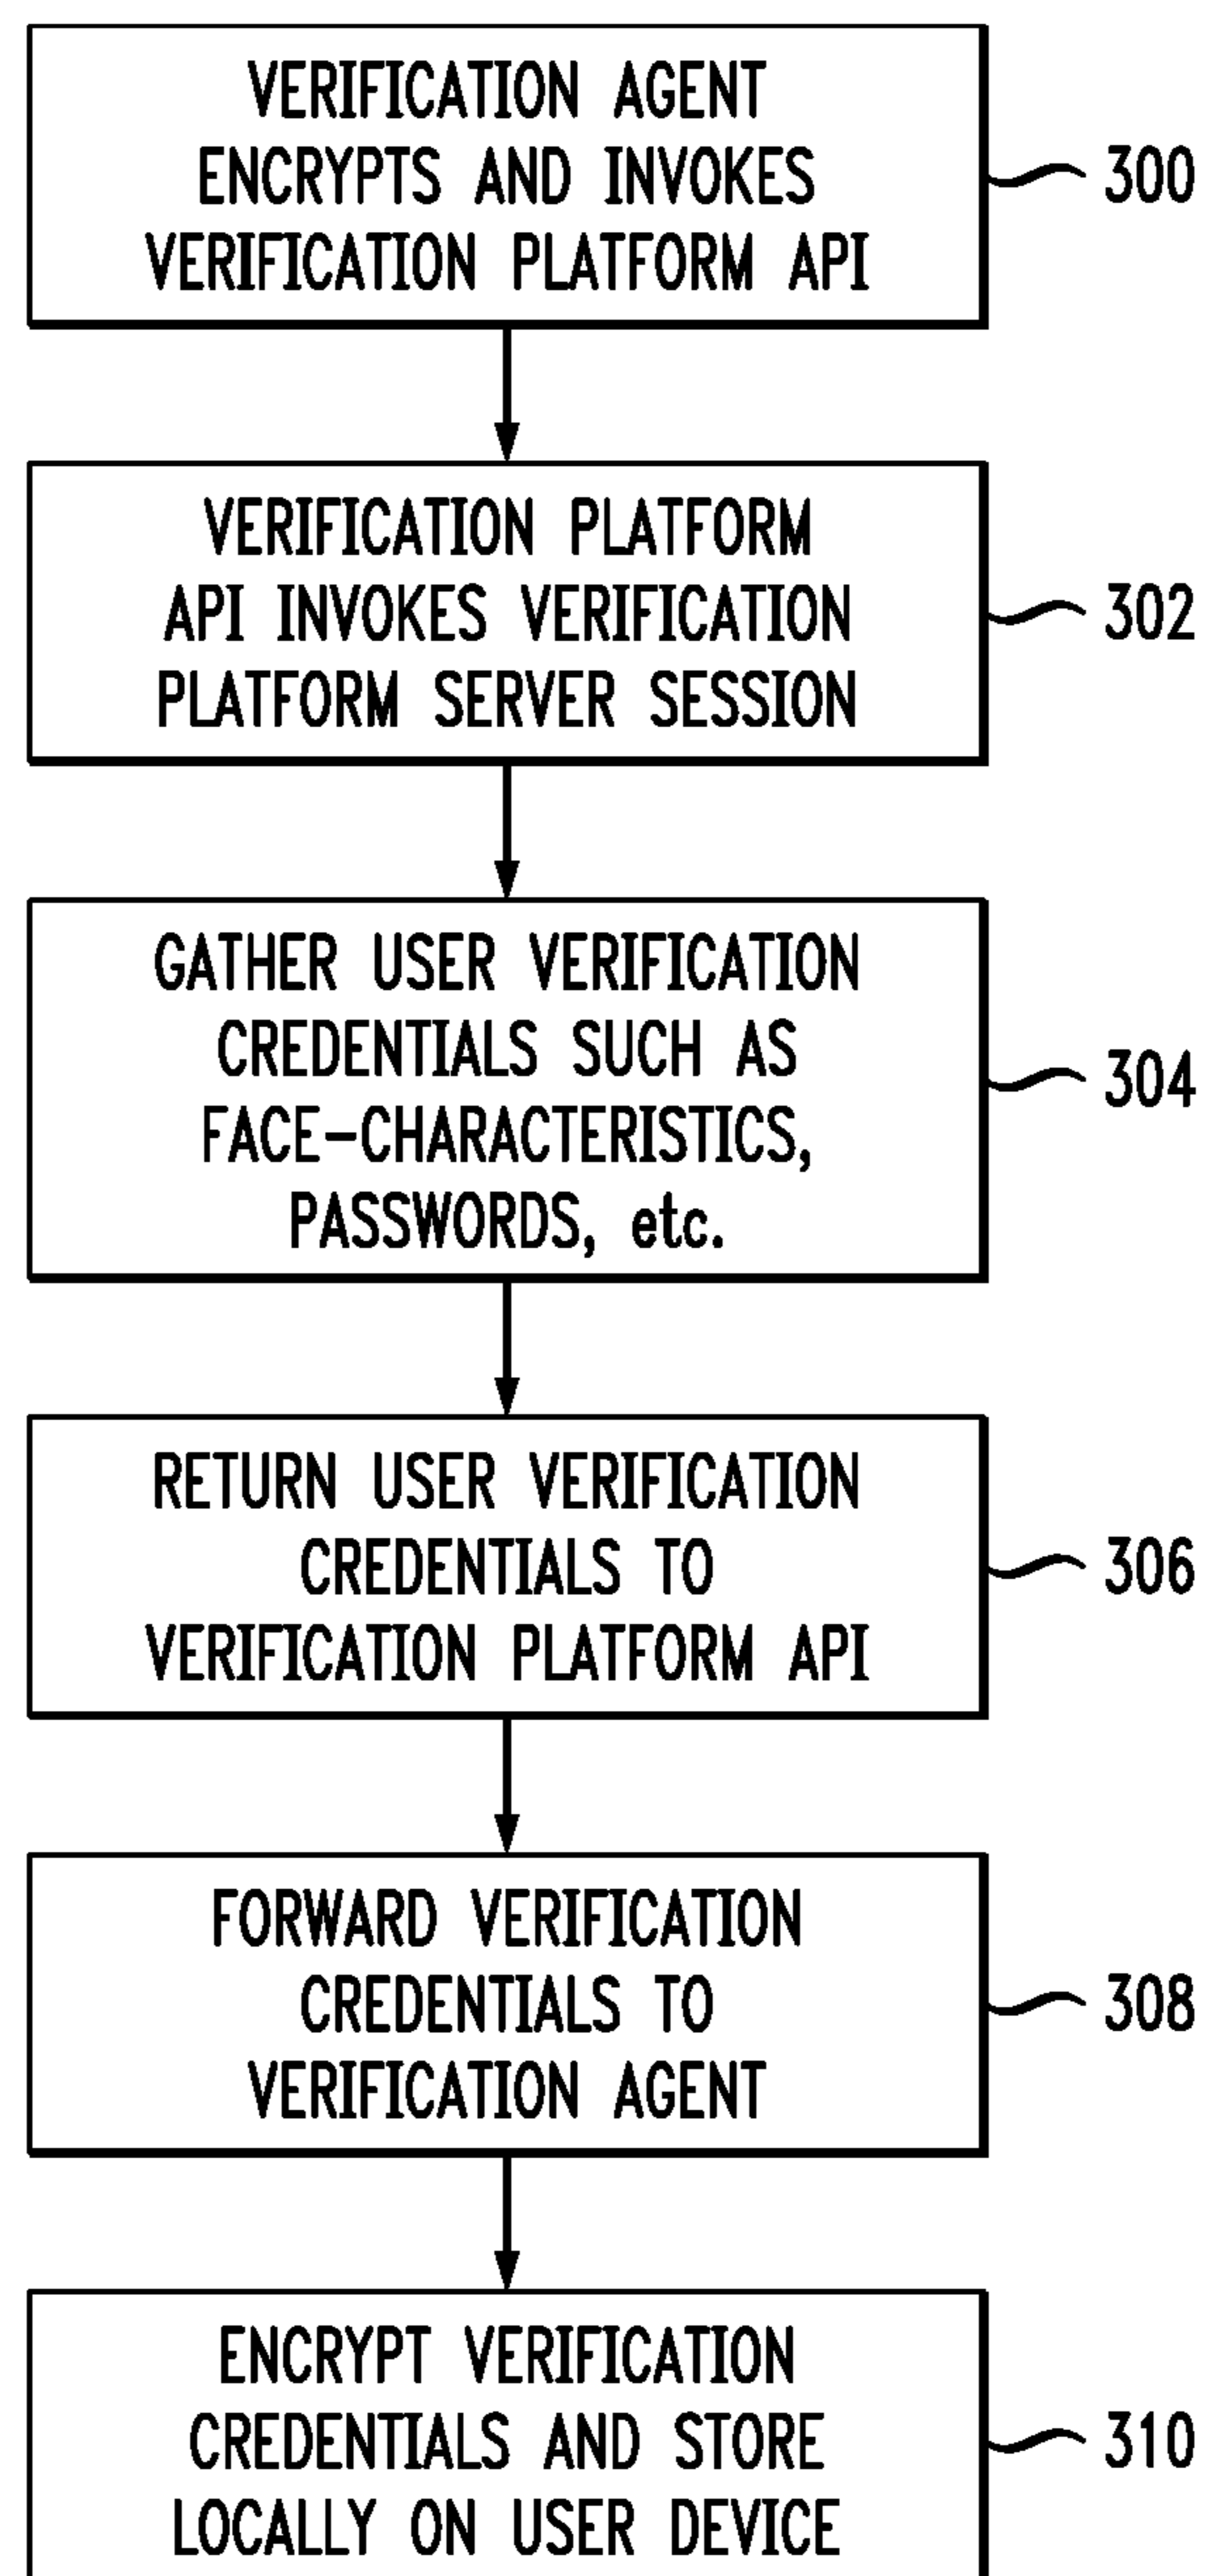 VERIFICATION AGENT
ENCRYPTS AND INVOKES
VERIFICATION PLATFORM API
300
VERIFICATION PLATFORM
API INVOKES VERIFICATION
PLATFORM SERVER SESSION
302
GATHER USER VERIFICATION
CREDENTIALS SUCH AS
FACE-CHARACTERISTICS,
PASSWORDS, etc.
304
RETURN USER VERIFICATION
CREDENTIALS TO
VERIFICATION PLATFORM API
306
FORWARD VERIFICATION
CREDENTIALS TO
VERIFICATION AGENT
308
ENCRYPT VERIFICATION
CREDENTIALS AND STORE
LOCALLY ON USER DEVICE
310